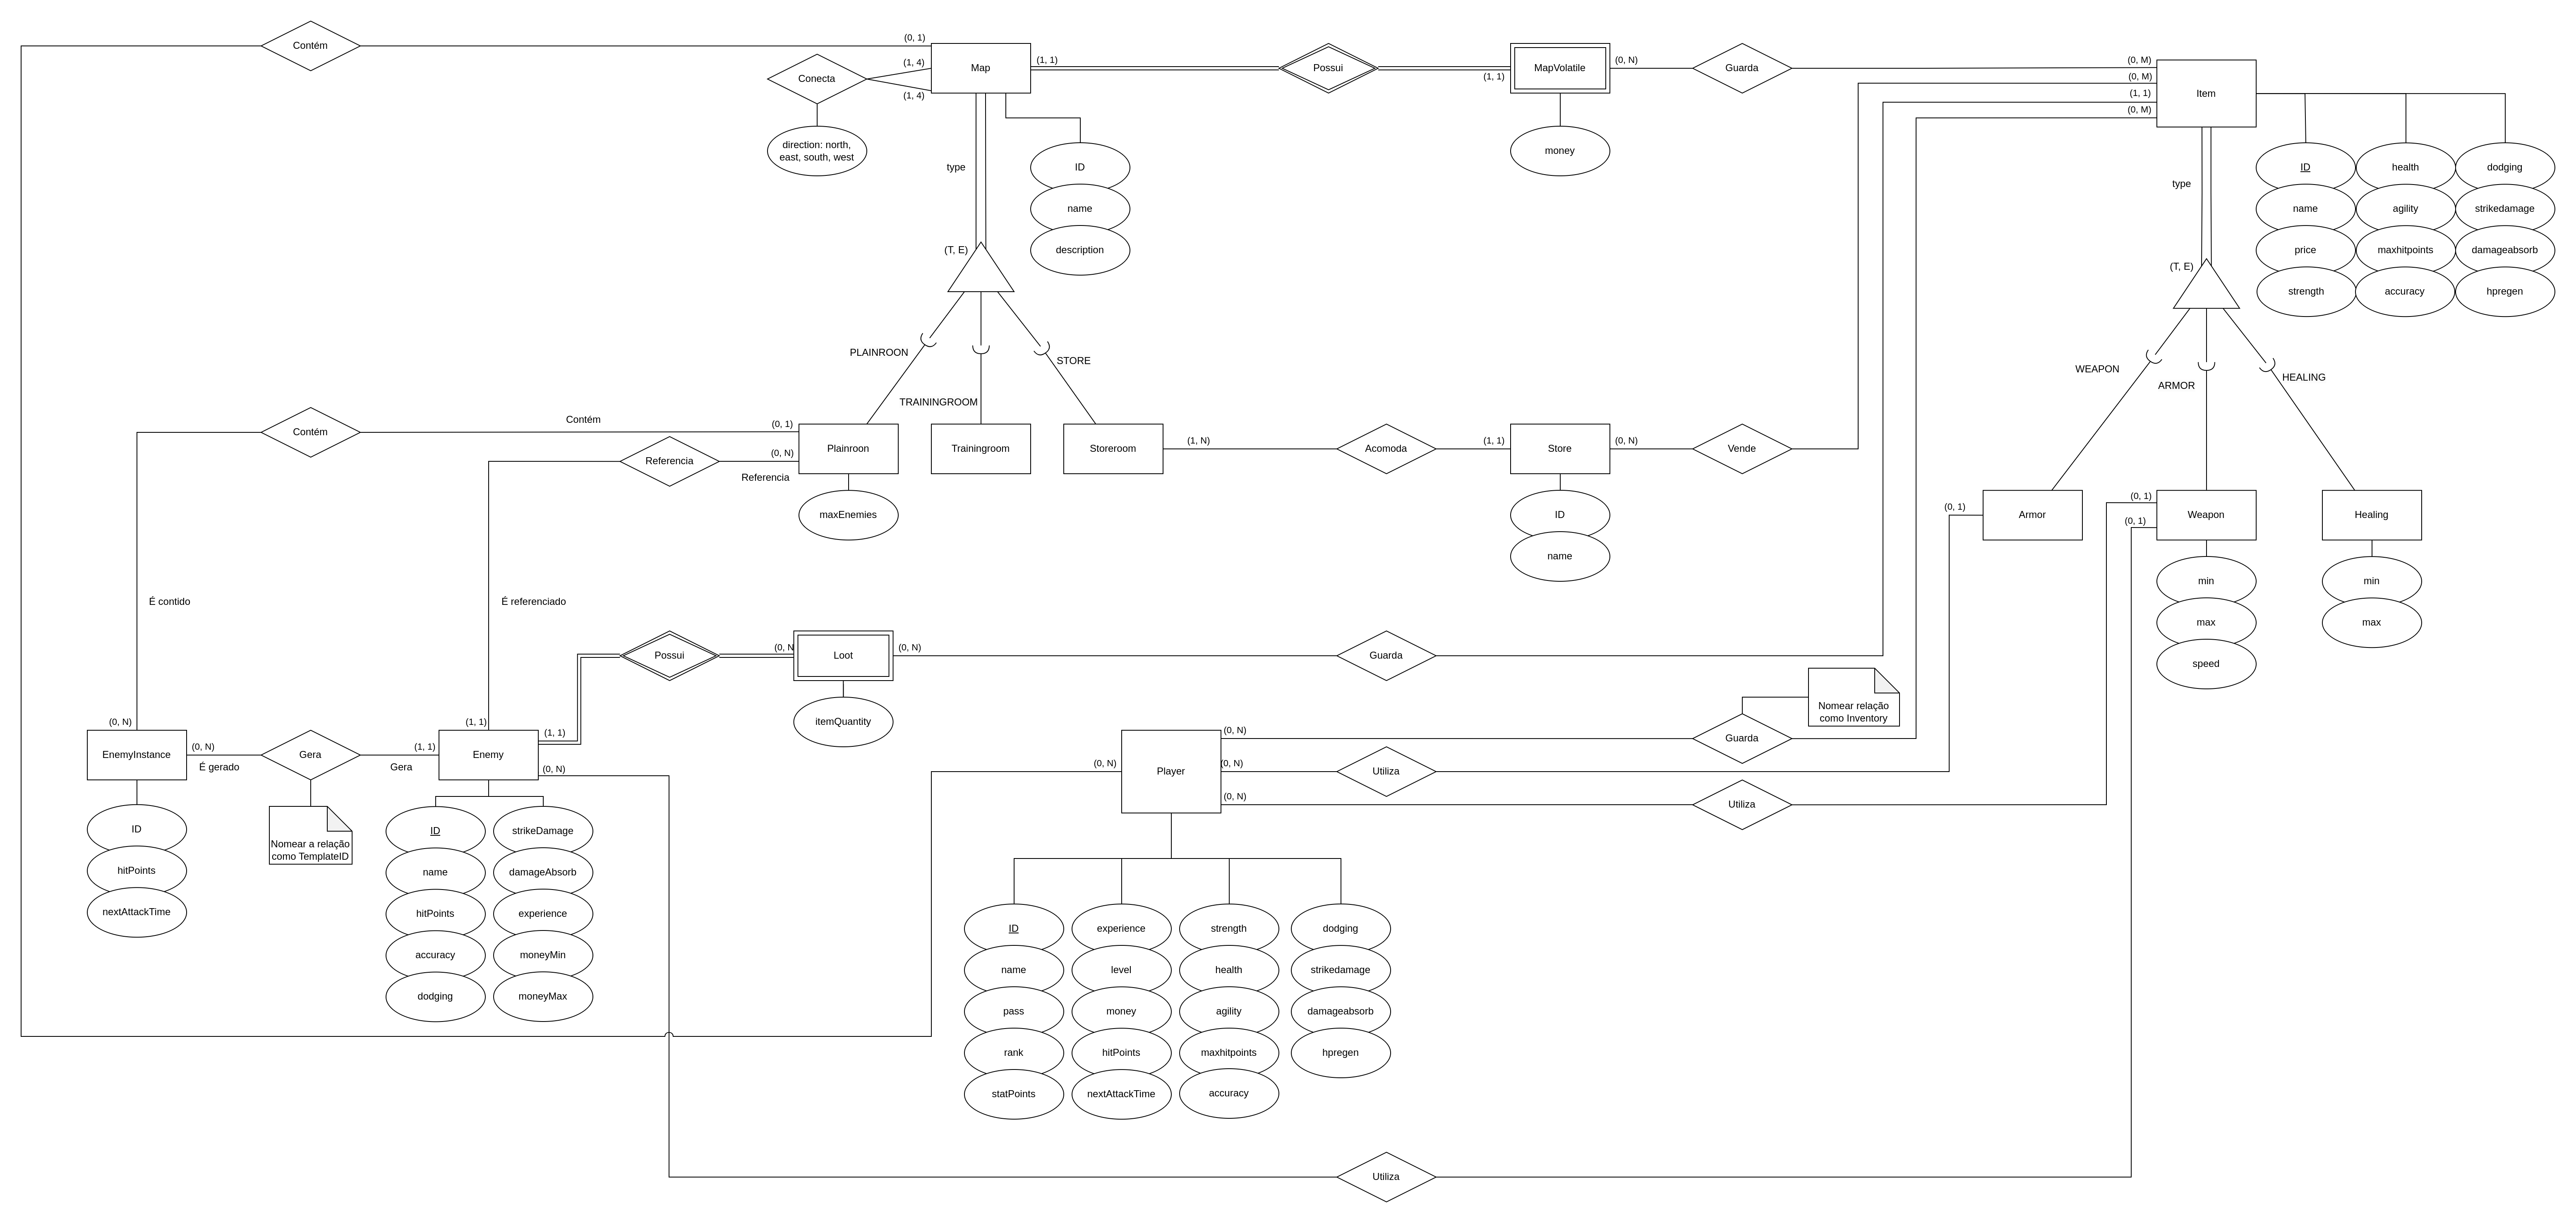 Contém
(0, 1)
Map
(1, 1)
Possui
(1, 1)
MapVolatile
(0, N)
Guarda
(0, M)
(0, M)
(1, 1)
(0, M)
Item
Conecta
(1, 4)
(1, 4)
direction: north,
east, south, west
type
ID
name
description
money
type
ID
name
price
strength
health
agility
maxhitpoints
accuracy
dodging
strikedamage
damageabsorb
hpregen
(T, E)
(T, E)
PLAINROON
TRAININGROOM
STORE
WEAPON
ARMOR
HEALING
Contém
Contém
(0, 1)
Referencia
(0, N)
Referencia
Plainroon
Trainingroom
Storeroom
(1, N)
Acomoda
(1, 1)
Store
(0, N)
Vende
maxEnemies
ID
name
(0, 1)
Armor
(0, 1)
(0, 1)
Weapon
Healing
min
max
speed
min
max
É contido
É referenciado
Possui
(0, N
Loot
(0, N)
Guarda
itemQuantity
Nomear relação
como Inventory
(0, N)
EnemyInstance
(0, N)
É gerado
Gera
(1, 1)
Gera
(1, 1)
Enemy
(1, 1)
(0, N)
Nomear a relação
como TemplateID
ID
hitPoints
nextAttackTime
ID
name
hitPoints
accuracy
dodging
strikeDamage
damageAbsorb
experience
moneyMin
moneyMax
(0, N)
Player
(0, N)
Guarda
(0, N)
Utiliza
(0, N)
Utiliza
ID
name
pass
rank
statPoints
experience
level
money
hitPoints
nextAttackTime
strength
health
agility
maxhitpoints
accuracy
dodging
strikedamage
damageabsorb
hpregen
Utiliza